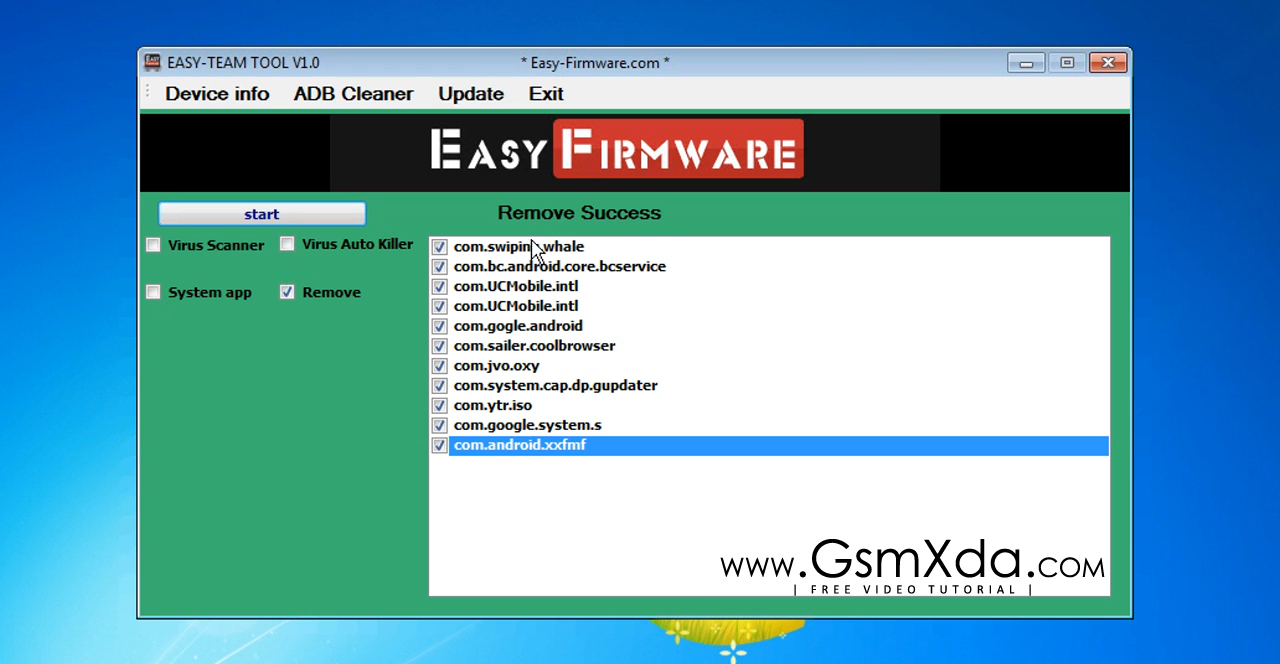 EASY-TEAM TOOL V1.0 * Easy-Firmware.com *
Device info ADB Cleaner Update Exit
EASY FIRMWARE
start
Remove Success
Virus Scanner Virus Auto Killer
System app Remove
com.swiping.whale
com.bc.android.core.bcservice
com.UCMobile.intl
com.UCMobile.intl
com.gogle.android
com.sailer.coolbrowser
com.jvo.oxy
com.system.cap.dp.gupdater
com.ytr.iso
com.google.system.s
com.android.xxfmf
www.GsmXda.com
| FREE VIDEO TUTORIAL |